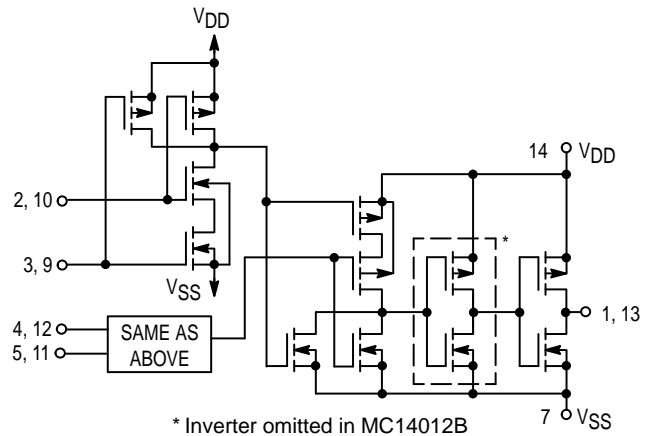 VDD
14
VDD
2, 10
*
3, 9
VSS
1, 13
4, 12
SAME AS
5, 11
ABOVE
7
VSS
* Inverter omitted in MC14012B